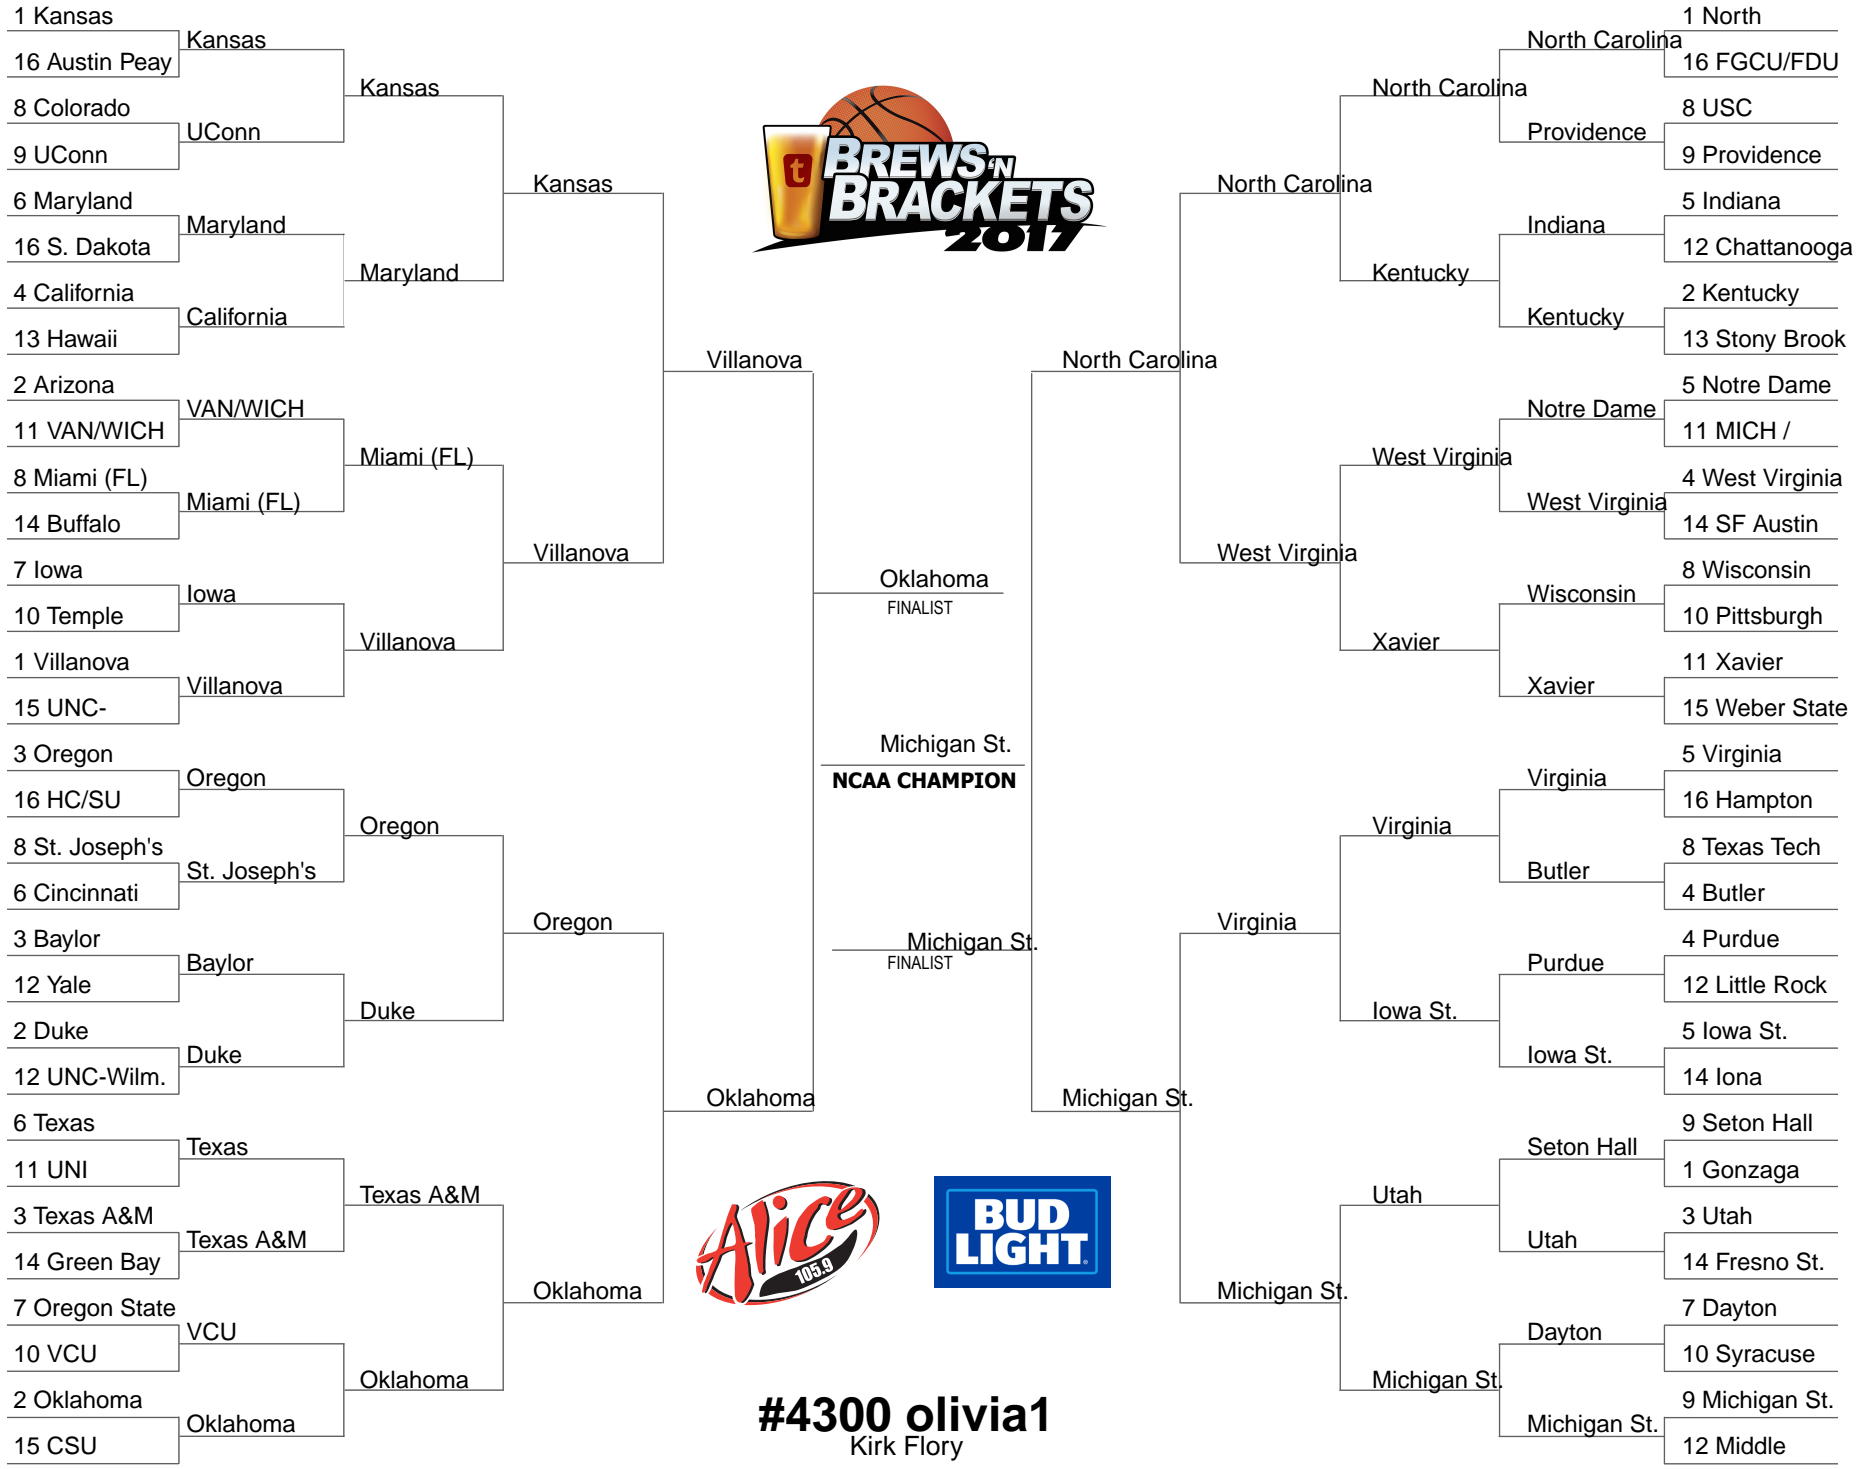 1 Kansas
16 Austin Peay
8 Colorado
9 UConn
6 Maryland
16 S. Dakota
4 California
13 Hawaii
2 Arizona
11 VAN/WICH
8 Miami (FL)
14 Buffalo
7 Iowa
10 Temple
1 Villanova
15 UNC-
3 Oregon
16 HC/SU
8 St. Joseph's
6 Cincinnati
3 Baylor
12 Yale
2 Duke
12 UNC-Wilm.
6 Texas
11 UNI
3 Texas A&M
14 Green Bay
7 Oregon State
10 VCU
2 Oklahoma
15 CSU
Kansas
UConn
Maryland
California
VAN/WICH
Miami (FL)
Iowa
Villanova
Oregon
St. Joseph's
Baylor
Duke
Texas
Texas A&M
VCU
Oklahoma
Kansas
Maryland
Miami (FL)
Villanova
Oregon
Duke
Texas A&M
Oklahoma
Kansas
Villanova
Oregon
Oklahoma
Villanova
Oklahoma
t
BREWS 'N
BRACKETS
2017
Oklahoma
FINALIST
Michigan St.
NCAA CHAMPION
Michigan St.
FINALIST
Alice
105.9
BUD
LIGHT
#4300 olivia1
Kirk Flory
North Carolina
Michigan St.
North Carolina
West Virginia
Virginia
Michigan St.
North Carolina
Kentucky
West Virginia
Xavier
Virginia
Iowa St.
Utah
Michigan St.
North Carolina
Providence
Indiana
Kentucky
Notre Dame
West Virginia
Wisconsin
Xavier
Virginia
Butler
Purdue
Iowa St.
Seton Hall
Utah
Dayton
Michigan St.
1 North
16 FGCU/FDU
8 USC
9 Providence
5 Indiana
12 Chattanooga
2 Kentucky
13 Stony Brook
5 Notre Dame
11 MICH /
4 West Virginia
14 SF Austin
8 Wisconsin
10 Pittsburgh
11 Xavier
15 Weber State
5 Virginia
16 Hampton
8 Texas Tech
4 Butler
4 Purdue
12 Little Rock
5 Iowa St.
14 Iona
9 Seton Hall
1 Gonzaga
3 Utah
14 Fresno St.
7 Dayton
10 Syracuse
9 Michigan St.
12 Middle